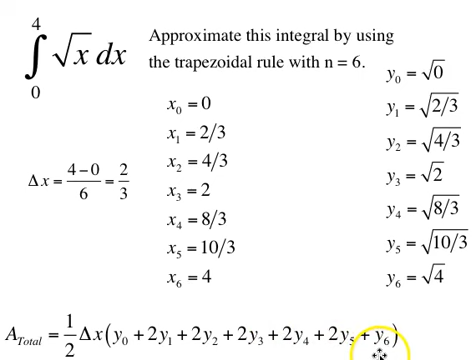 ∫₀⁴ √x dx
Approximate this integral by using
the trapezoidal rule with n = 6.
Δx = (4 − 0)/6 = 2/3
x₀ = 0
x₁ = 2/3
x₂ = 4/3
x₃ = 2
x₄ = 8/3
x₅ = 10/3
x₆ = 4
y₀ = √0
y₁ = √(2/3)
y₂ = √(4/3)
y₃ = √2
y₄ = √(8/3)
y₅ = √(10/3)
y₆ = √4
A_Total = 1/2 Δx(y₀ + 2y₁ + 2y₂ + 2y₃ + 2y₄ + 2y₅ + y₆)